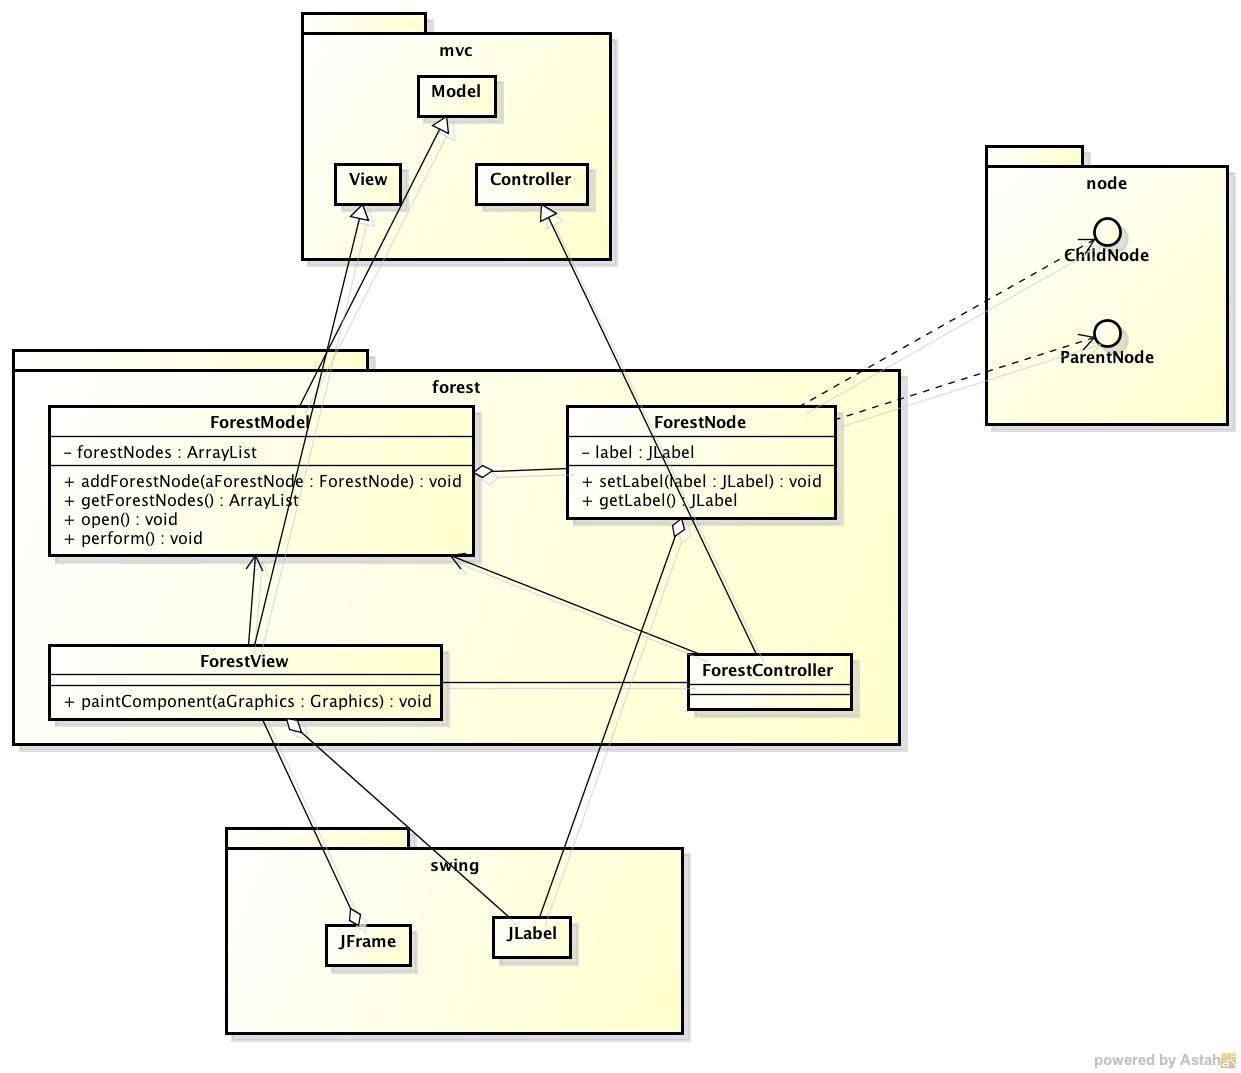 mvc
Model
View
Controller
node
ChildNode
ParentNode
forest
ForestModel
– forestNodes : ArrayList
+ addForestNode(aForestNode : ForestNode) : void
+ getForestNodes() : ArrayList
+ open() : void
+ perform() : void
ForestNode
– label : JLabel
+ setLabel(label : JLabel) : void
+ getLabel() : JLabel
ForestView
+ paintComponent(aGraphics : Graphics) : void
ForestController
swing
JFrame
JLabel
powered by Astah